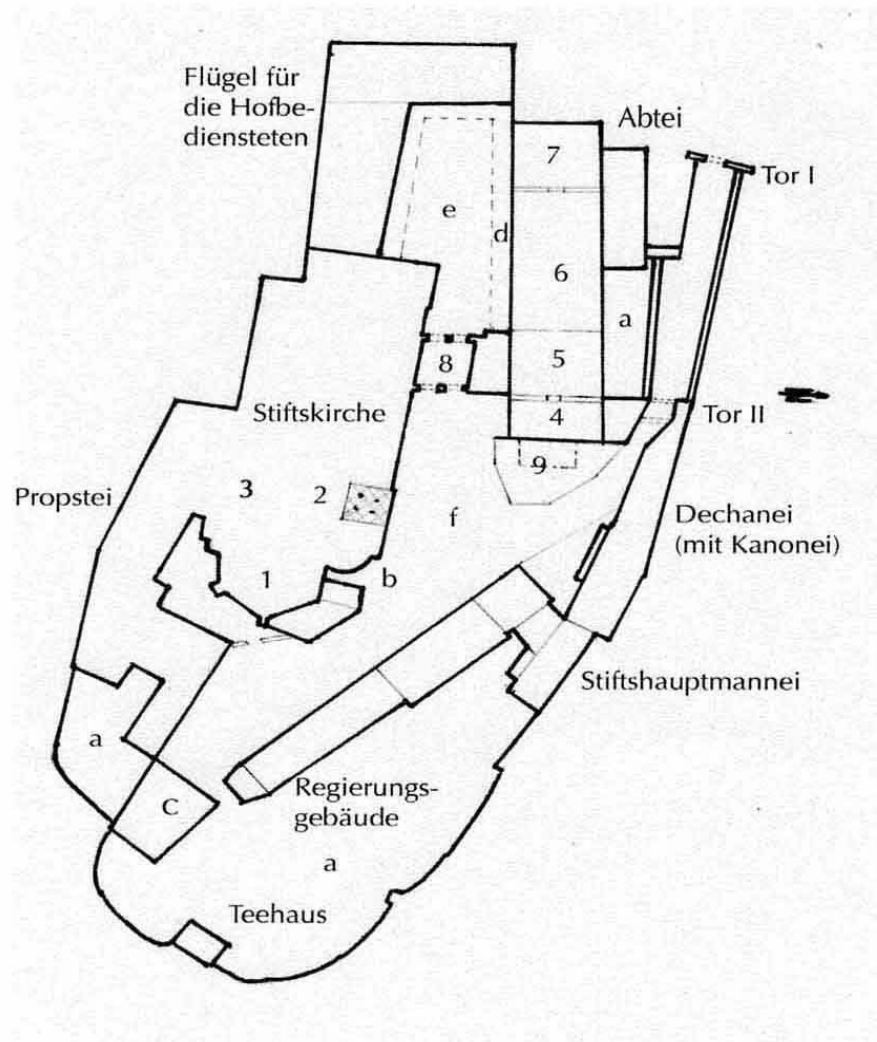 Flügel für
die Hofbe-
diensteten
Abtei
7
Tor I
e
d
6
a
8
5
4
Tor II
Stiftskirche
9
3
2
Propstei
f
Dechanei
(mit Kanonei)
1
b
Stiftshauptmannei
a
Regierungs-
gebäude
C
a
Teehaus